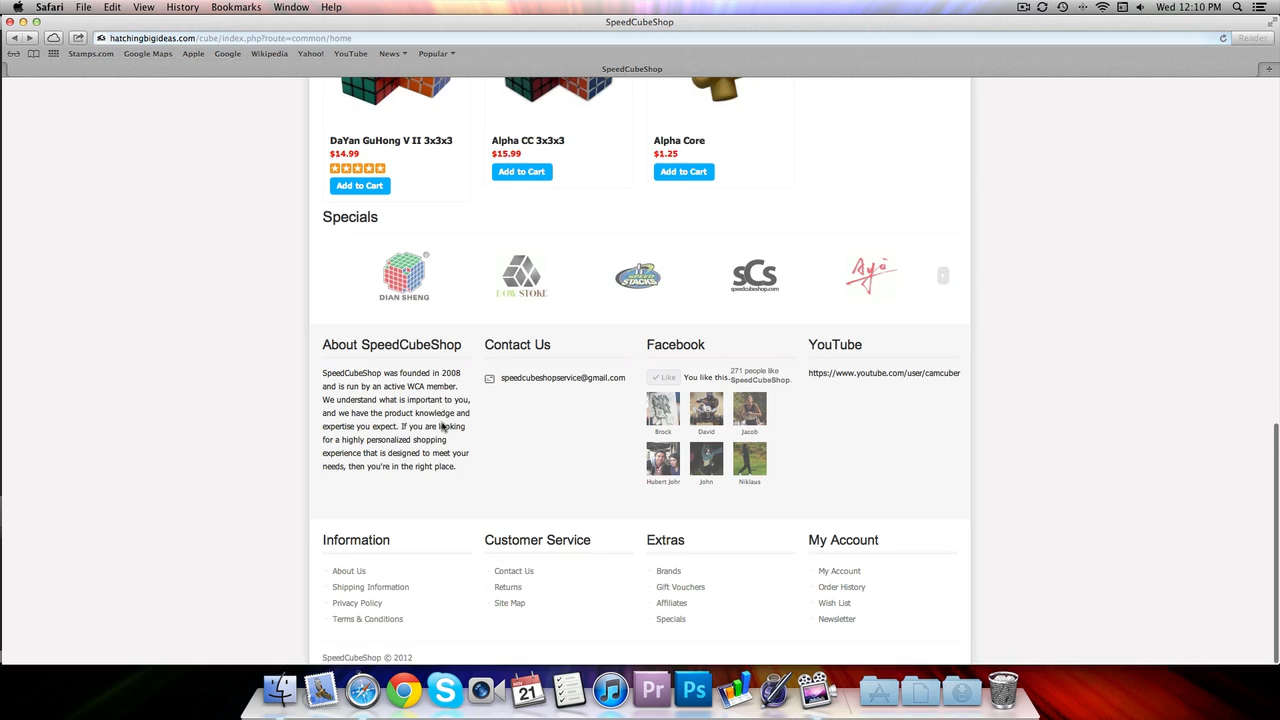 Safari File Edit View History Bookmarks Window Help Wed 12:10 PM
SpeedCubeShop
hatchingbigideas.com/cube/index.php?route=common/home Reader
Stamps.com Google Maps Apple Google Wikipedia Yahoo! YouTube News Popular
SpeedCubeShop
DaYan GuHong V II 3x3x3
$14.99
Add to Cart
Alpha CC 3x3x3
$15.99
Add to Cart
Alpha Core
$1.25
Add to Cart
Specials
DIAN SHENG
SPEED
STACKS
SCS
speedcubeshop.com
About SpeedCubeShop
SpeedCubeShop was founded in 2008
and is run by an active WCA member.
We understand what is important to you,
and we have the product knowledge and
expertise you expect. If you are looking
for a highly personalized shopping
experience that is designed to meet your
needs, then you're in the right place.
Contact Us
speedcubeshopservice@gmail.com
Facebook
Like You like this.
271 people like
SpeedCubeShop.
Brock David Jacob
Hubert John John Niklaus
YouTube
https://www.youtube.com/user/camcuber
Information
About Us
Shipping Information
Privacy Policy
Terms & Conditions
Customer Service
Contact Us
Returns
Site Map
Extras
Brands
Gift Vouchers
Affiliates
Specials
My Account
My Account
Order History
Wish List
Newsletter
SpeedCubeShop © 2012
NOV
21
Pr
Ps